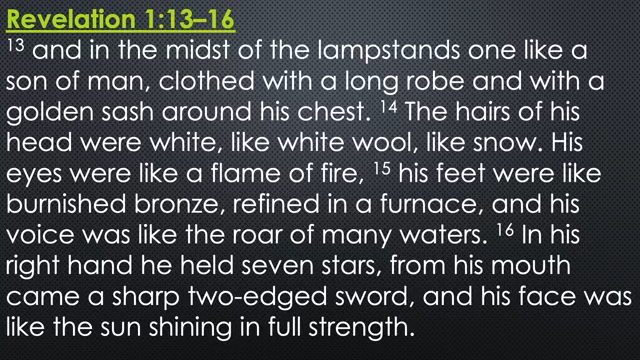 Revelation 1:13–16
13 and in the midst of the lampstands one like a
son of man, clothed with a long robe and with a
golden sash around his chest. 14 The hairs of his
head were white, like white wool, like snow. His
eyes were like a flame of fire, 15 his feet were like
burnished bronze, refined in a furnace, and his
voice was like the roar of many waters. 16 In his
right hand he held seven stars, from his mouth
came a sharp two-edged sword, and his face was
like the sun shining in full strength.